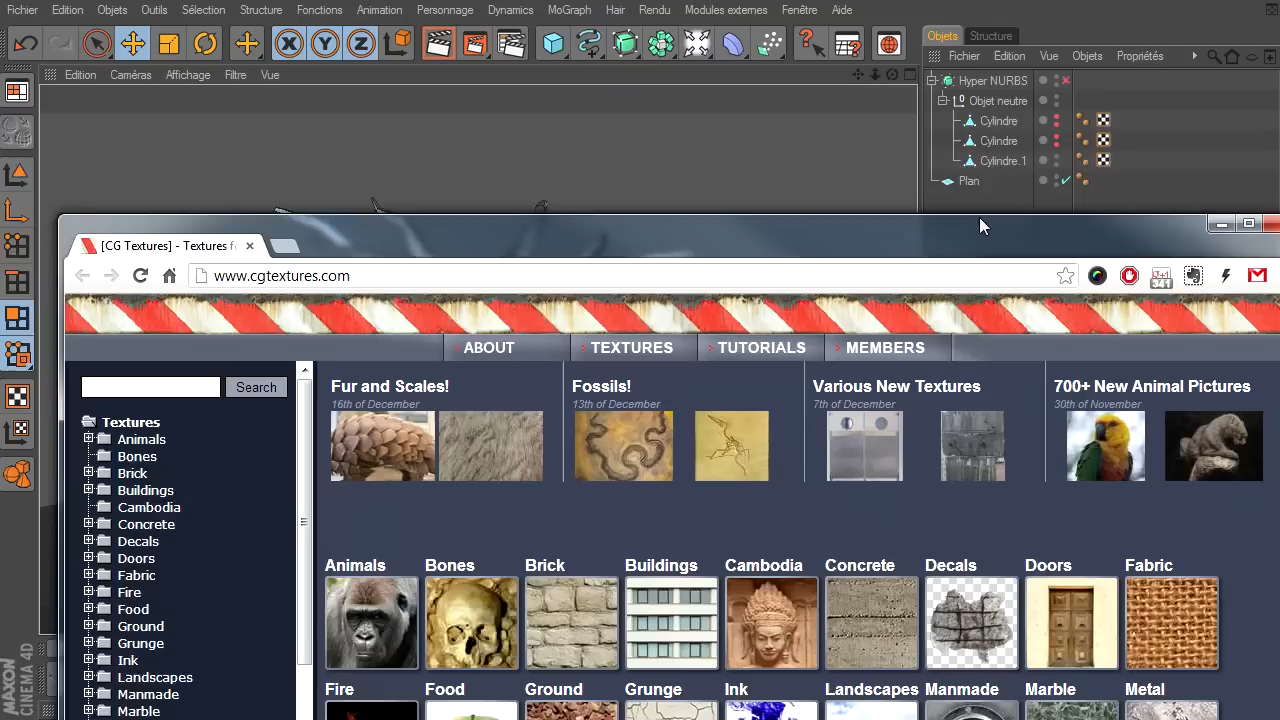 Fichier Edition Objets Outils Sélection Structure Fonctions Animation Personnage Dynamics MoGraph Hair Rendu Modules externes Fenêtre Aide
X Y Z
Objets Structure
Fichier Edition Vue Objets Propriétés
Edition Caméras Affichage Filtre Vue
Hyper NURBS
Objet neutre
Cylindre
Cylindre
Cylindre.1
Plan
[CG Textures] - Textures f
www.cgtextures.com
ABOUT TEXTURES TUTORIALS MEMBERS
Search
Textures
Animals
Bones
Brick
Buildings
Cambodia
Concrete
Decals
Doors
Fabric
Fire
Food
Ground
Grunge
Ink
Landscapes
Manmade
Marble
Fur and Scales! Fossils! Various New Textures 700+ New Animal Pictures
16th of December 13th of December 7th of December 30th of November
Animals Bones Brick Buildings Cambodia Concrete Decals Doors Fabric
Fire Food Ground Grunge Ink Landscapes Manmade Marble Metal
MAXON
CINEMA 4D